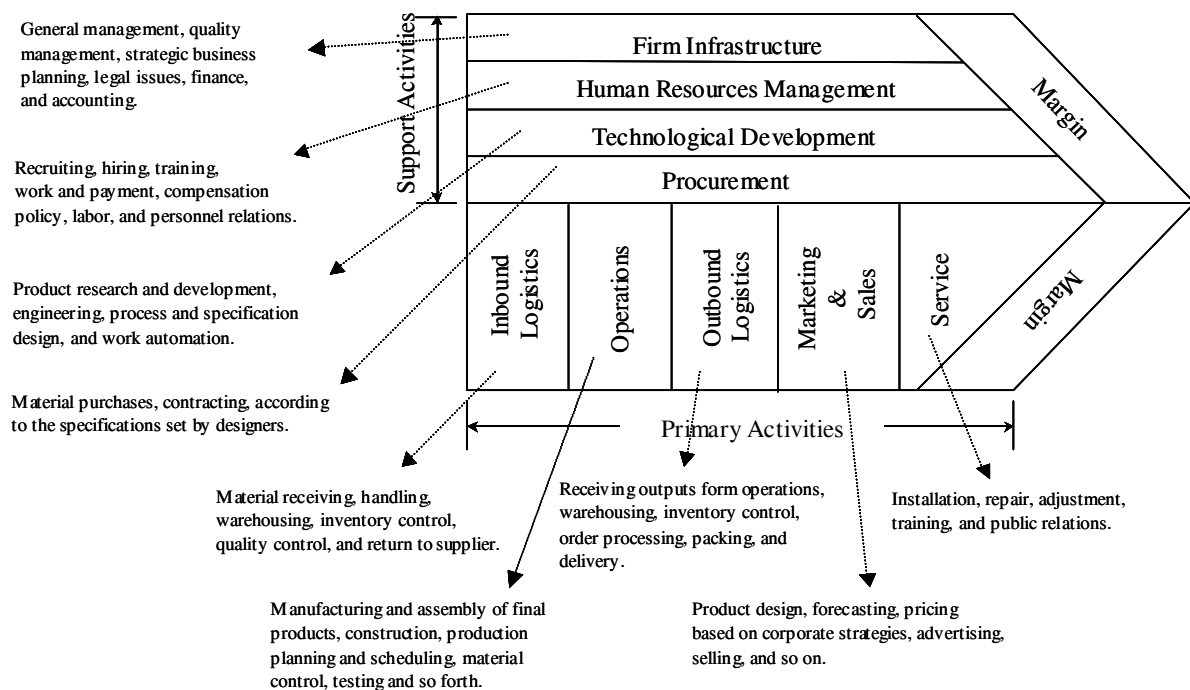 General management, quality
management, strategic business
planning, legal issues, finance,
and accounting.
Recruiting, hiring, training,
work and payment, compensation
policy, labor, and personnel relations.
Product research and development,
engineering, process and specification
design, and work automation.
Material purchases, contracting, according
to the specifications set by designers.
Support Activities
Firm Infrastructure
Human Resources Management
Technological Development
Procurement
Margin
Margin
Inbound
Logistics
Operations
Outbound
Logistics
Marketing
&
Sales
Service
Primary Activities
Material receiving, handling,
warehousing, inventory control,
quality control, and return to supplier.
Manufacturing and assembly of final
products, construction, production
planning and scheduling, material
control, testing and so forth.
Receiving outputs form operations,
warehousing, inventory control,
order processing, packing, and
delivery.
Product design, forecasting, pricing
based on corporate strategies, advertising,
selling, and so on.
Installation, repair, adjustment,
training, and public relations.